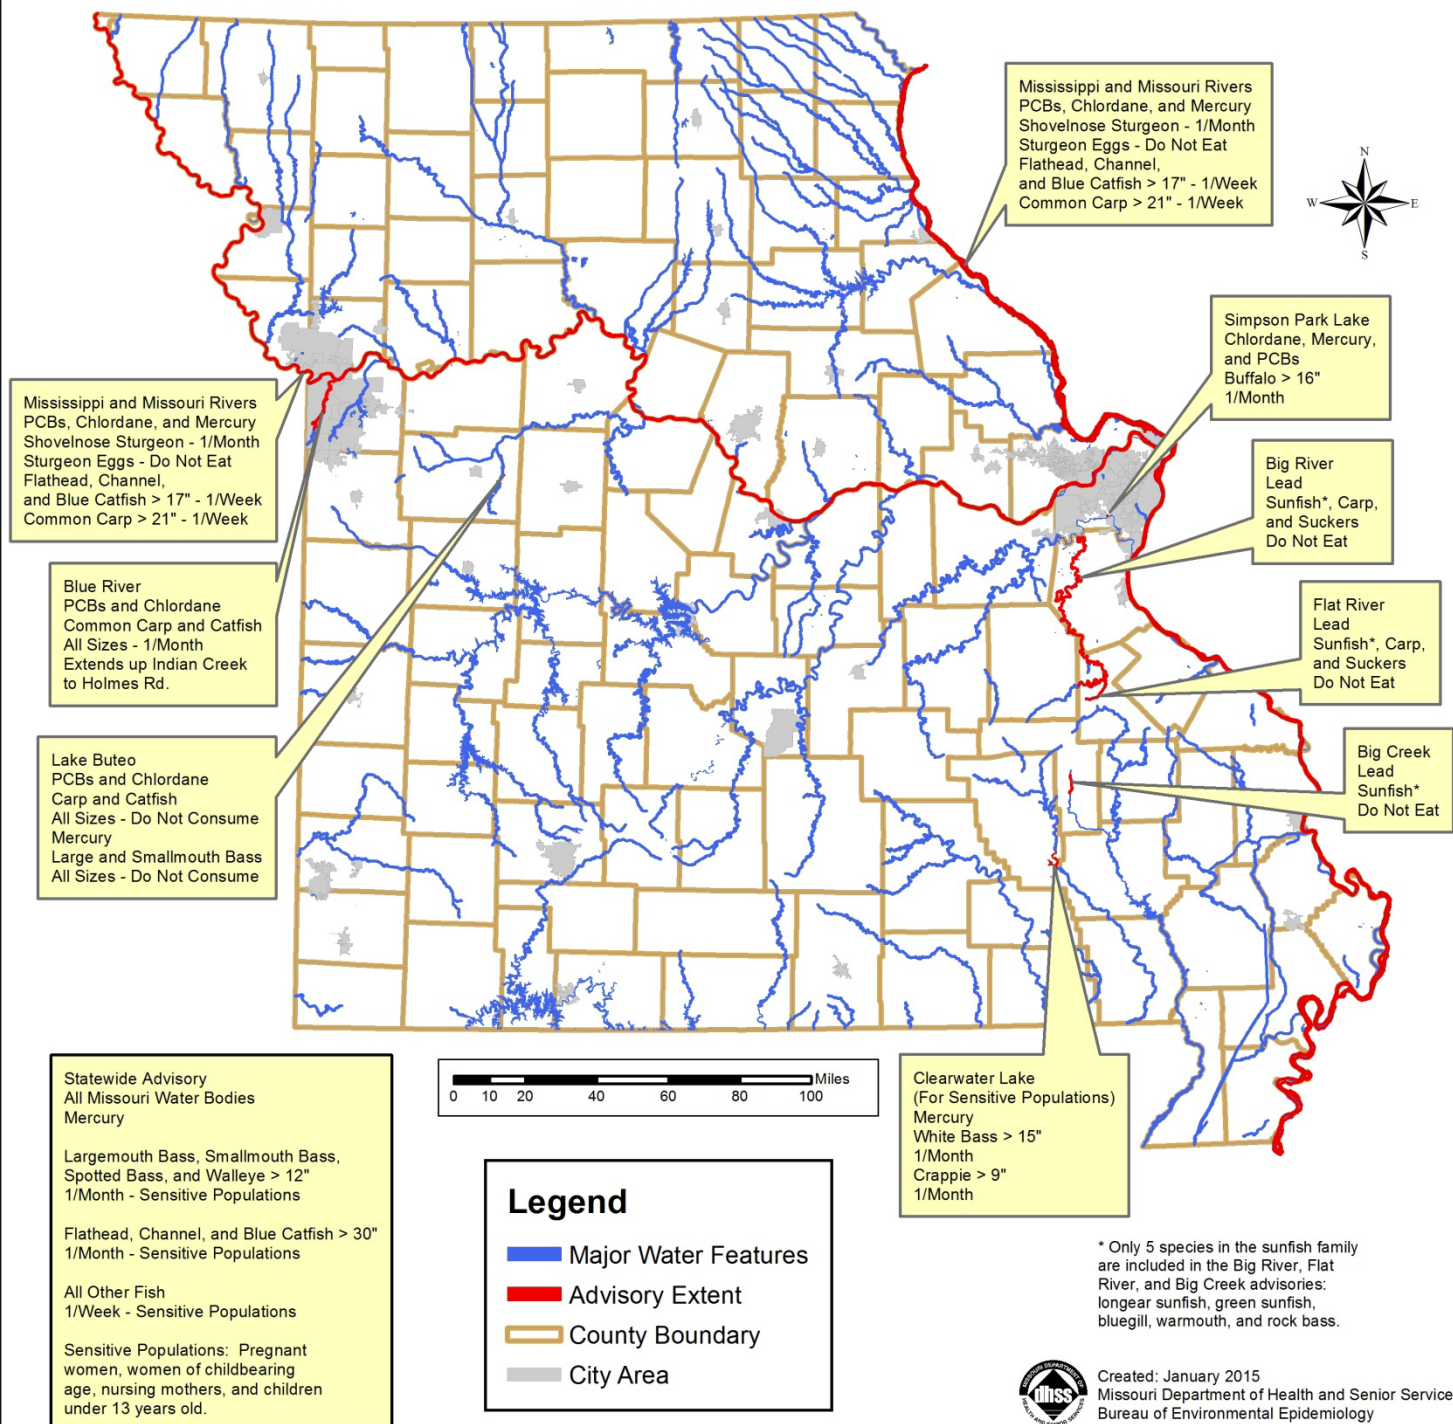 Mississippi and Missouri Rivers
PCBs, Chlordane, and Mercury
Shovelnose Sturgeon - 1/Month
Sturgeon Eggs - Do Not Eat
Flathead, Channel,
and Blue Catfish > 17" - 1/Week
Common Carp > 21" - 1/Week
N
W
E
S
Simpson Park Lake
Chlordane, Mercury,
and PCBs
Buffalo > 16"
1/Month
Mississippi and Missouri Rivers
PCBs, Chlordane, and Mercury
Shovelnose Sturgeon - 1/Month
Sturgeon Eggs - Do Not Eat
Flathead, Channel,
and Blue Catfish > 17" - 1/Week
Common Carp > 21" - 1/Week
Big River
Lead
Sunfish*, Carp,
and Suckers
Do Not Eat
Blue River
PCBs and Chlordane
Common Carp and Catfish
All Sizes - 1/Month
Extends up Indian Creek
to Holmes Rd.
Flat River
Lead
Sunfish*, Carp,
and Suckers
Do Not Eat
Lake Buteo
PCBs and Chlordane
Carp and Catfish
All Sizes - Do Not Consume
Mercury
Large and Smallmouth Bass
All Sizes - Do Not Consume
Big Creek
Lead
Sunfish*
Do Not Eat
Statewide Advisory
All Missouri Water Bodies
Mercury
Largemouth Bass, Smallmouth Bass,
Spotted Bass, and Walleye > 12"
1/Month - Sensitive Populations
Flathead, Channel, and Blue Catfish > 30"
1/Month - Sensitive Populations
All Other Fish
1/Week - Sensitive Populations
Sensitive Populations: Pregnant
women, women of childbearing
age, nursing mothers, and children
under 13 years old.
Miles
0 10 20 40 60 80 100
Clearwater Lake
(For Sensitive Populations)
Mercury
White Bass > 15"
1/Month
Crappie > 9"
1/Month
Legend
Major Water Features
Advisory Extent
County Boundary
City Area
* Only 5 species in the sunfish family
are included in the Big River, Flat
River, and Big Creek advisories:
longear sunfish, green sunfish,
bluegill, warmouth, and rock bass.
MISSOURI DEPARTMENT OF
dhss
HEALTH AND SENIOR SERVICES
Created: January 2015
Missouri Department of Health and Senior Service
Bureau of Environmental Epidemiology